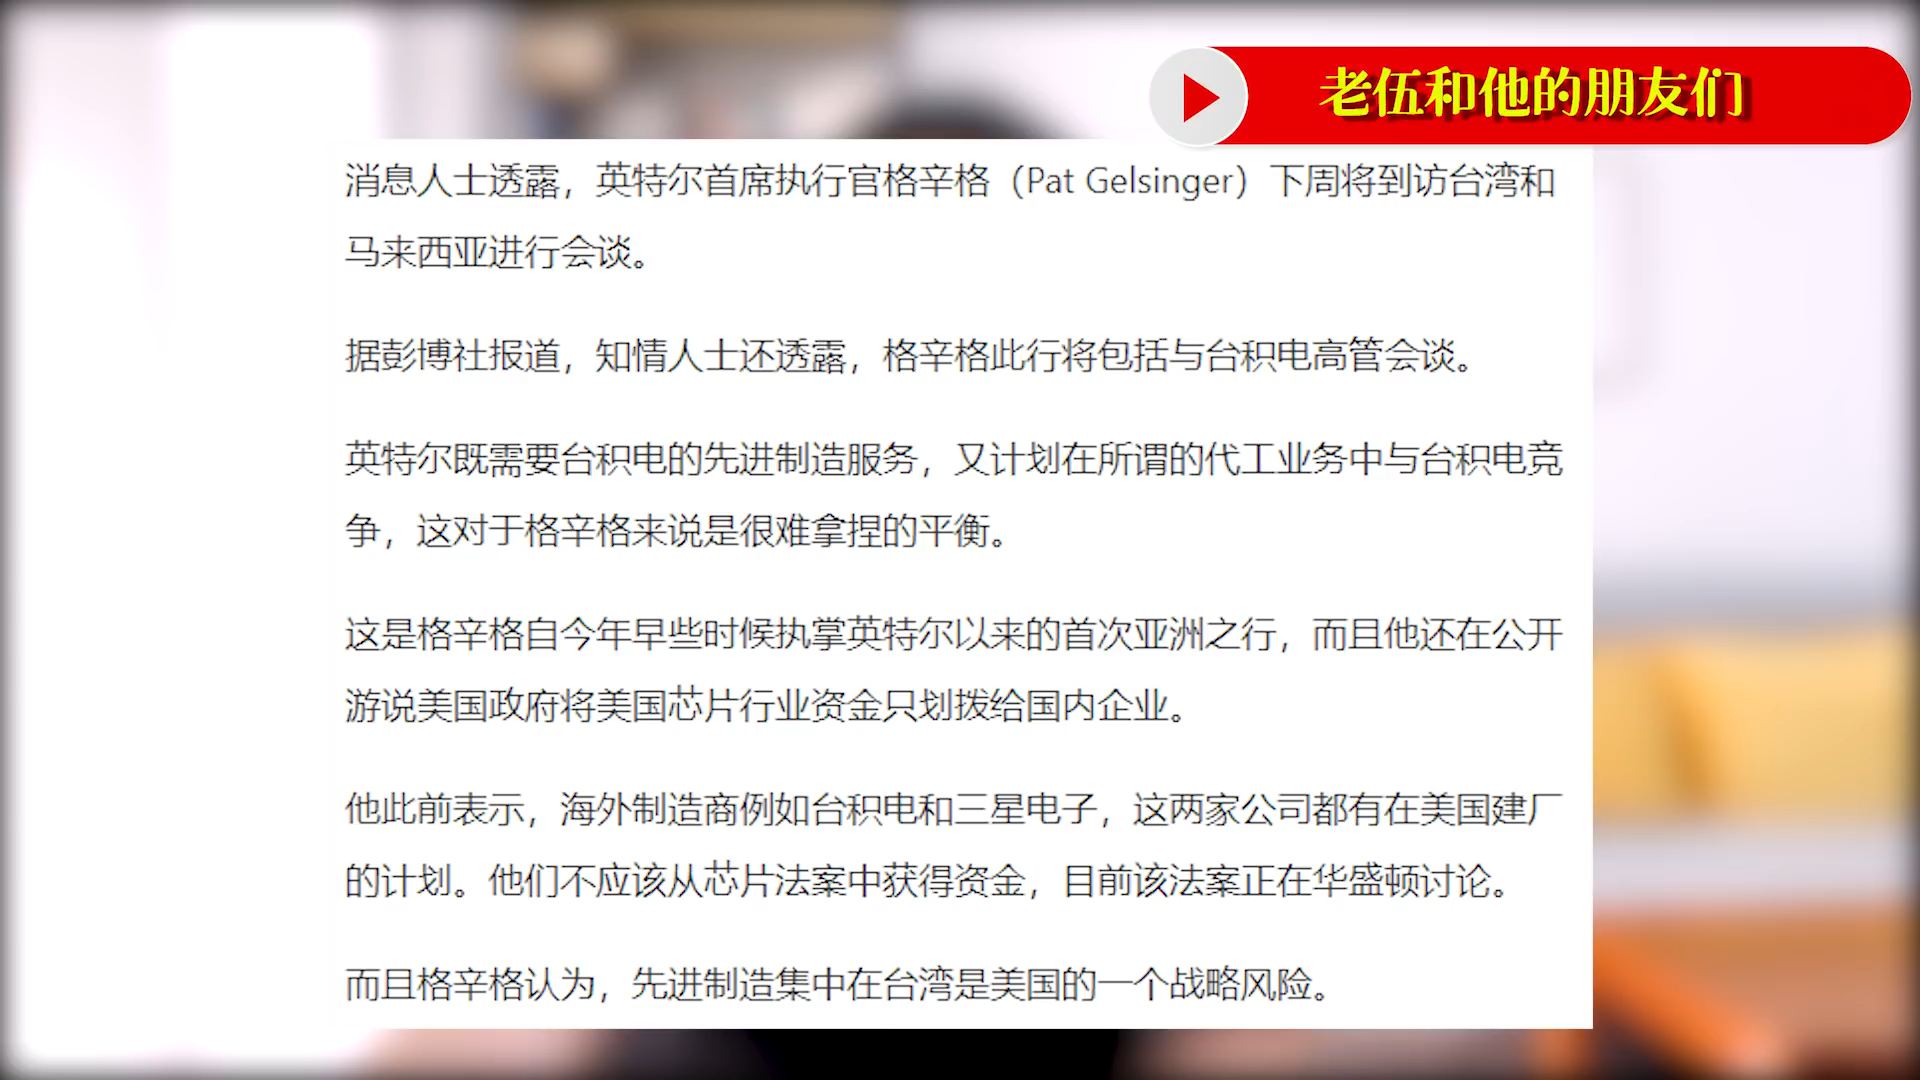 老伍和他的朋友们
消息人士透露，英特尔首席执行官格辛格（Pat Gelsinger）下周将到访台湾和
马来西亚进行会谈。
据彭博社报道，知情人士还透露，格辛格此行将包括与台积电高管会谈。
英特尔既需要台积电的先进制造服务，又计划在所谓的代工业务中与台积电竞
争，这对于格辛格来说是很难拿捏的平衡。
这是格辛格自今年早些时候执掌英特尔以来的首次亚洲之行，而且他还在公开
游说美国政府将美国芯片行业资金只划拨给国内企业。
他此前表示，海外制造商例如台积电和三星电子，这两家公司都有在美国建厂
的计划。他们不应该从芯片法案中获得资金，目前该法案正在华盛顿讨论。
而且格辛格认为，先进制造集中在台湾是美国的一个战略风险。